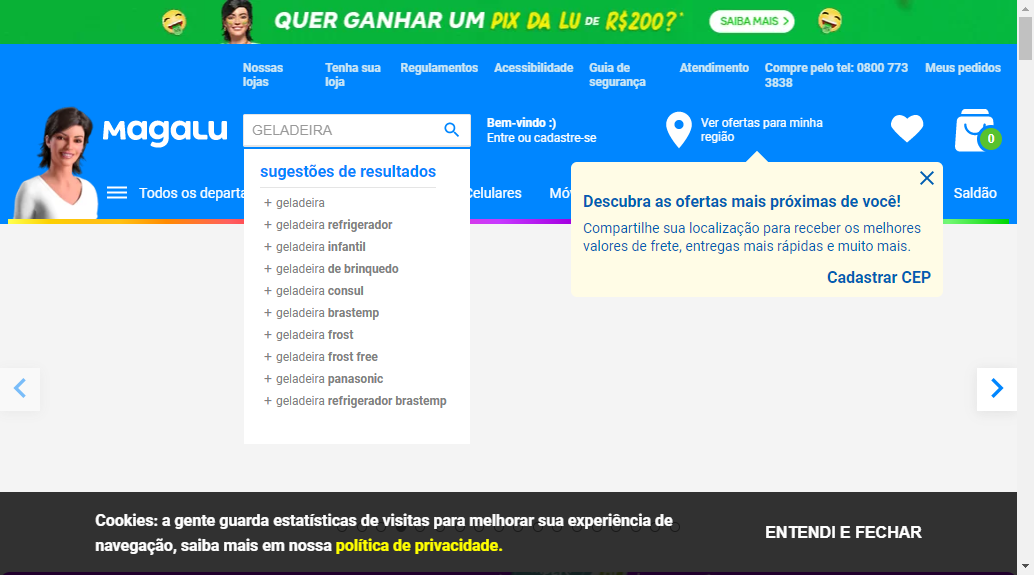 QUER GANHAR UM PIX DA LU DE R$200?*
SAIBA MAIS
Nossas lojas
Tenha sua loja
Regulamentos
Acessibilidade
Guia de segurança
Atendimento
Compre pelo tel: 0800 773 3838
Meus pedidos
MagaLu
GELADEIRA
Bem-vindo :)
Entre ou cadastre-se
Ver ofertas para minha
região
0
Todos os departa
Celulares
Mó
Saldão
sugestões de resultados
+ geladeira
+ geladeira refrigerador
+ geladeira infantil
+ geladeira de brinquedo
+ geladeira consul
+ geladeira brastemp
+ geladeira frost
+ geladeira frost free
+ geladeira panasonic
+ geladeira refrigerador brastemp
Descubra as ofertas mais próximas de você!
Compartilhe sua localização para receber os melhores
valores de frete, entregas mais rápidas e muito mais.
Cadastrar CEP
Cookies: a gente guarda estatísticas de visitas para melhorar sua experiência de
navegação, saiba mais em nossa política de privacidade.
ENTENDI E FECHAR